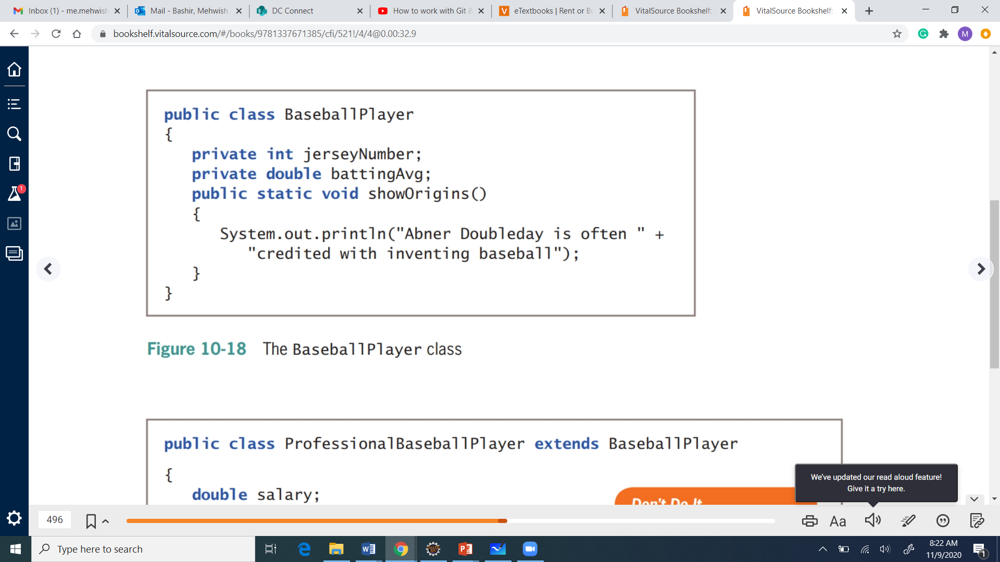 Inbox (1) - me.mehwish
Mail - Bashir, Mehwish
DC Connect
How to work with Git &
eTextbooks | Rent or Bu
VitalSource Bookshelf:
VitalSource Bookshelf:
bookshelf.vitalsource.com/#/books/9781337671385/cfi/521!/4/4@0.00:32.9
M
1
public class BaseballPlayer
{
private int jerseyNumber;
private double battingAvg;
public static void showOrigins()
{
System.out.println("Abner Doubleday is often " +
"credited with inventing baseball");
}
}
Figure 10-18 The BaseballPlayer class
public class ProfessionalBaseballPlayer extends BaseballPlayer
{
double salary;
Don't Do It
We've updated our read aloud feature!
Give it a try here.
496
Aa
Type here to search
8:22 AM
11/9/2020
1